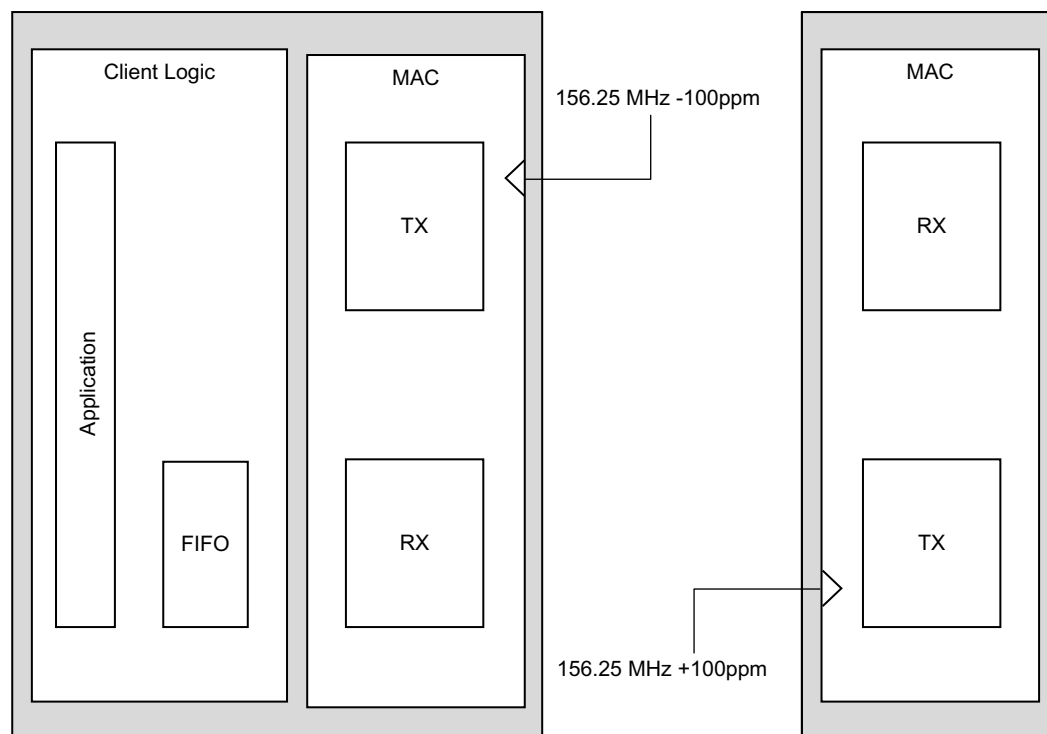 Client Logic
MAC
156.25 MHz -100ppm
TX
Application
FIFO
RX
156.25 MHz +100ppm
MAC
RX
TX